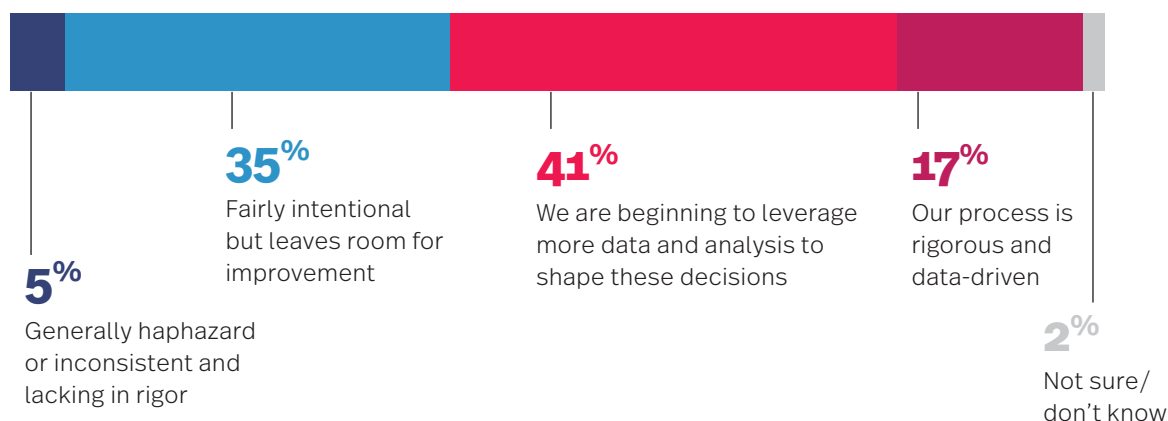 5%
Generally haphazard
or inconsistent and
lacking in rigor
35%
Fairly intentional
but leaves room for
improvement
41%
We are beginning to leverage
more data and analysis to
shape these decisions
17%
Our process is
rigorous and
data-driven
2%
Not sure/
don’t know